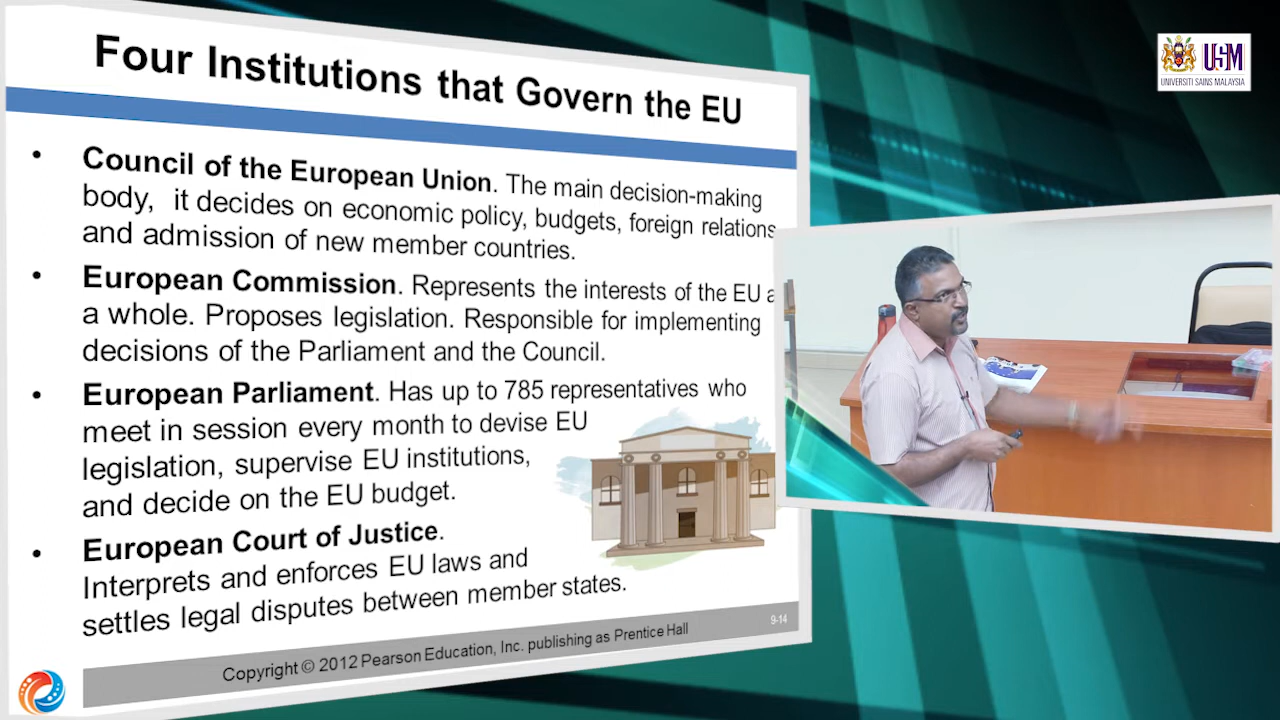 Four Institutions that Govern the EU
• Council of the European Union. The main decision-making
body, it decides on economic policy, budgets, foreign relations
and admission of new member countries.
• European Commission. Represents the interests of the EU a
a whole. Proposes legislation. Responsible for implementing
decisions of the Parliament and the Council.
• European Parliament. Has up to 785 representatives who
meet in session every month to devise EU
legislation, supervise EU institutions,
and decide on the EU budget.
• European Court of Justice.
Interprets and enforces EU laws and
settles legal disputes between member states.
9-14
Copyright © 2012 Pearson Education, Inc. publishing as Prentice Hall
USM
UNIVERSITI SAINS MALAYSIA